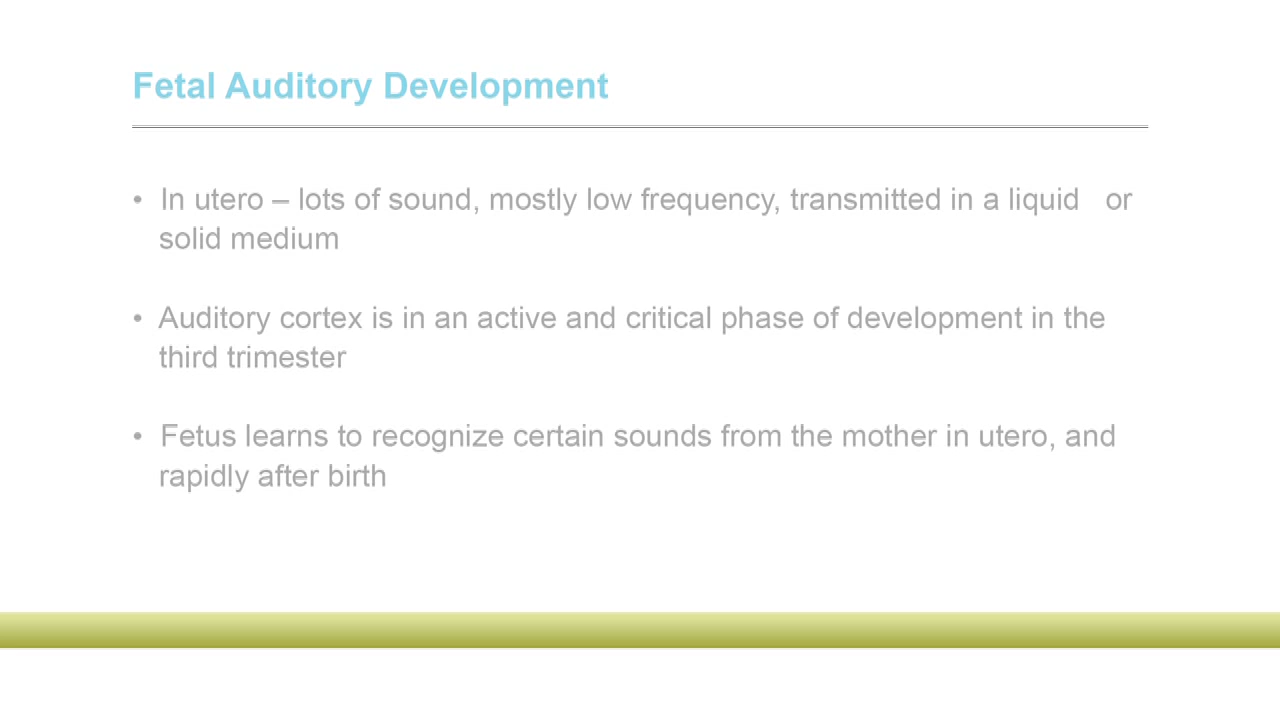 Fetal Auditory Development
• In utero – lots of sound, mostly low frequency, transmitted in a liquid   or
solid medium
• Auditory cortex is in an active and critical phase of development in the
third trimester
• Fetus learns to recognize certain sounds from the mother in utero, and
rapidly after birth